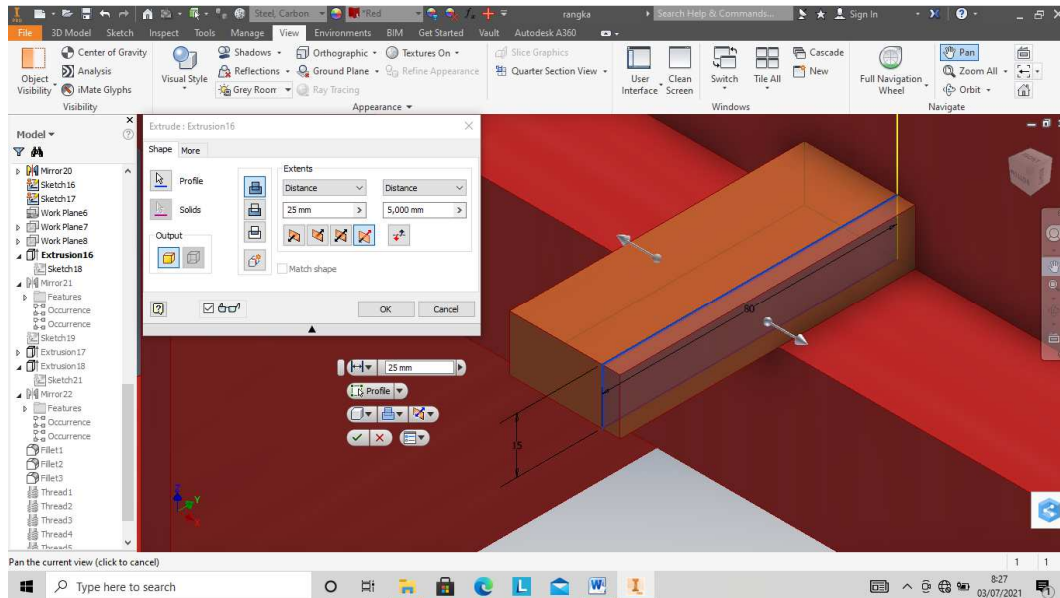 PRO
Steel, Carbon
*Red
rangka
Search Help & Commands...
Sign In
File 3D Model Sketch Inspect Tools Manage View Environments BIM Get Started Vault Autodesk A360
Object Visibility
Center of Gravity
Analysis
iMate Glyphs
Visibility
Visual Style
Shadows
Reflections
Grey Room
Orthographic
Ground Plane
Ray Tracing
Textures On
Refine Appearance
Appearance
Slice Graphics
Quarter Section View
User Interface
Clean Screen
Switch
Tile All
Cascade
New
Windows
Full Navigation Wheel
Pan
Zoom All
Orbit
Navigate
Model
Mirror20
Sketch16
Sketch17
Work Plane6
Work Plane7
Work Plane8
Extrusion16
Sketch18
Mirror21
Features
Occurrence
Occurrence
Sketch19
Extrusion17
Extrusion18
Sketch21
Mirror22
Features
Occurrence
Occurrence
Fillet1
Fillet2
Fillet3
Thread1
Thread2
Thread3
Thread4
Thread5
Extrude : Extrusion16
Shape More
Profile
Solids
Output
Extents
Distance Distance
25 mm 5,000 mm
Match shape
OK Cancel
25 mm
Profile
80
15
Z
Y
X
Pan the current view (click to cancel)
1 1
Type here to search
8:27
03/07/2021